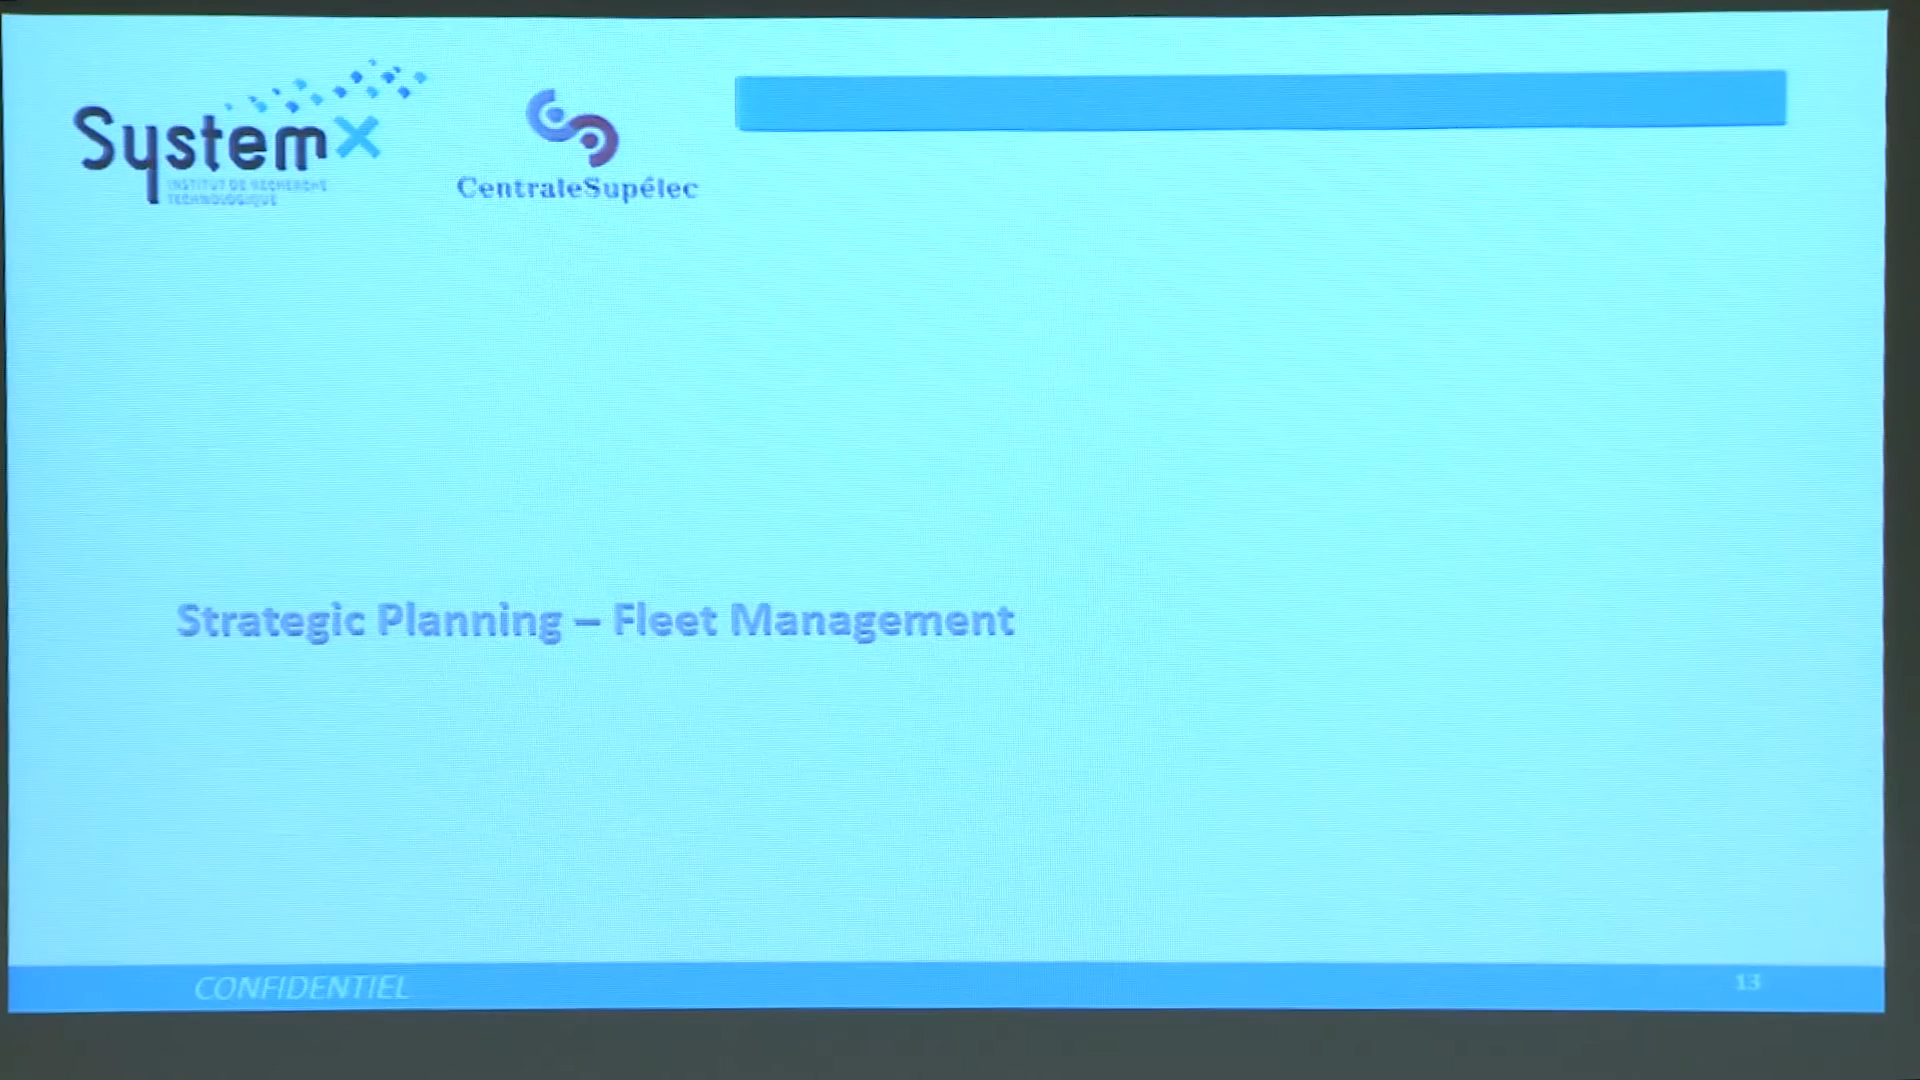 SystemX
INSTITUT DE RECHERCHE
TECHNOLOGIQUE
CentraleSupélec
Strategic Planning – Fleet Management
CONFIDENTIEL
13